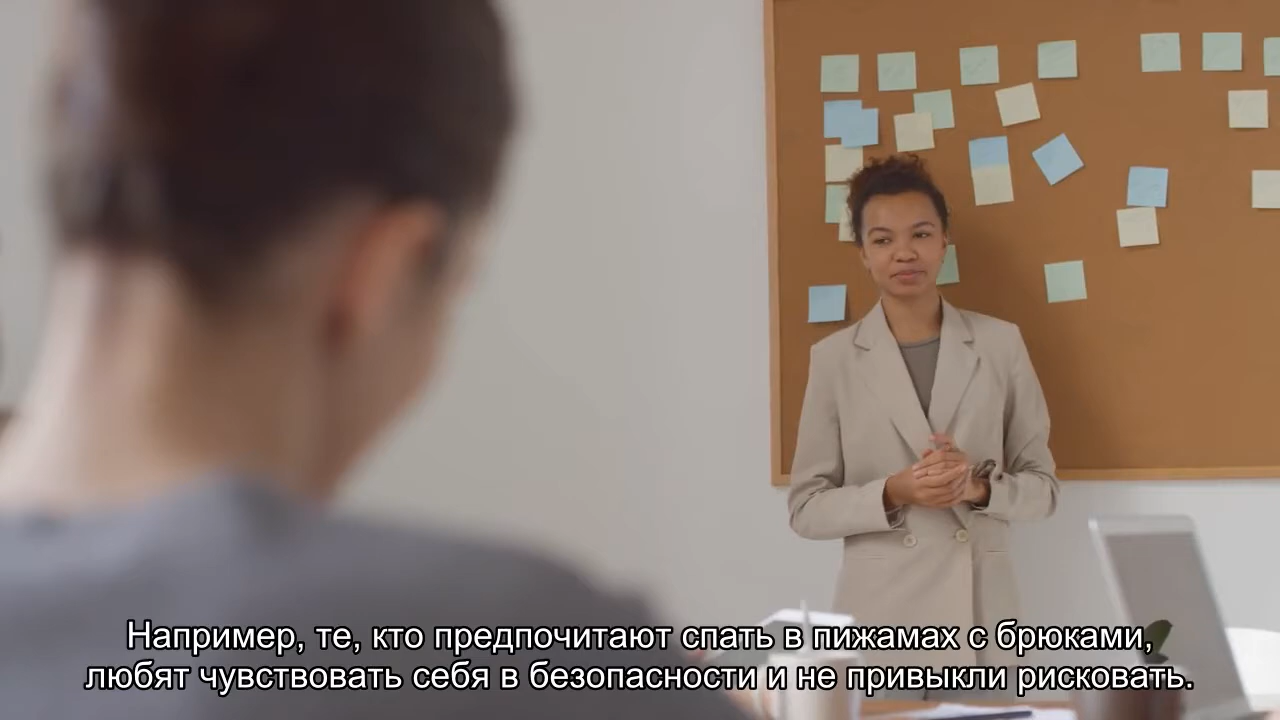 Например, те, кто предпочитают спать в пижамах с брюками,
любят чувствовать себя в безопасности и не привыкли рисковать.